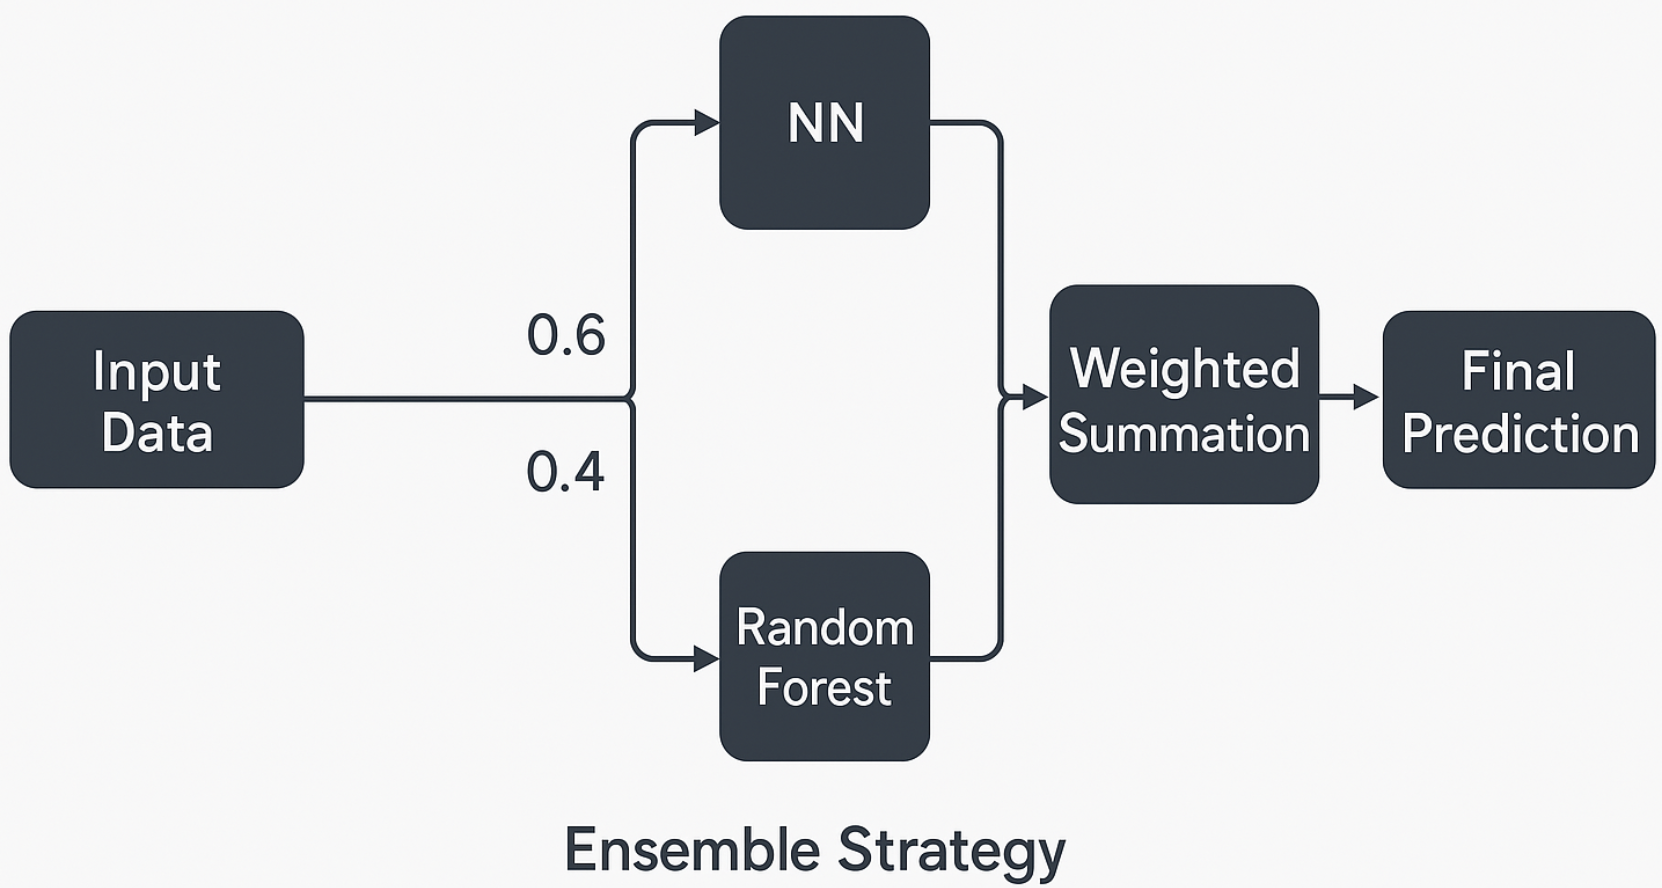 Input
Data
0.6
0.4
NN
Random
Forest
Weighted
Summation
Final
Prediction
Ensemble Strategy